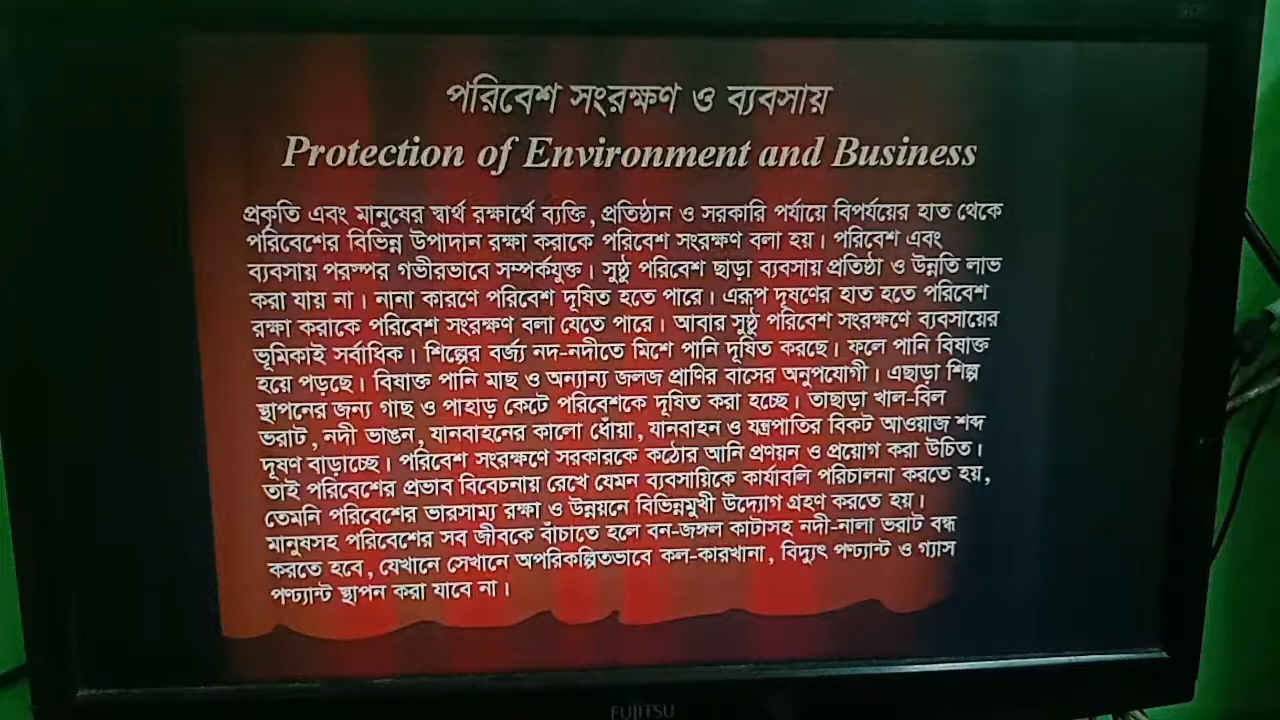 পরিবেশ সংরক্ষণ ও ব্যবসায়
Protection of Environment and Business
প্রকৃতি এবং মানুষের স্বার্থ রক্ষার্থে ব্যক্তি, প্রতিষ্ঠান ও সরকারি পর্যায়ে বিপর্যয়ের হাত থেকে
পরিবেশের বিভিন্ন উপাদান রক্ষা করাকে পরিবেশ সংরক্ষণ বলা হয়। পরিবেশ এবং
ব্যবসায় পরস্পর গভীরভাবে সম্পর্কযুক্ত। সুষ্ঠু পরিবেশ ছাড়া ব্যবসায় প্রতিষ্ঠা ও উন্নতি লাভ
করা যায় না। নানা কারণে পরিবেশ দূষিত হতে পারে। এরূপ দূষণের হাত হতে পরিবেশ
রক্ষা করাকে পরিবেশ সংরক্ষণ বলা যেতে পারে। আবার সুষ্ঠু পরিবেশ সংরক্ষণে ব্যবসায়ের
ভূমিকাই সর্বাধিক। শিল্পের বর্জ্য নদ-নদীতে মিশে পানি দূষিত করছে। ফলে পানি বিষাক্ত
হয়ে পড়ছে। বিষাক্ত পানি মাছ ও অন্যান্য জলজ প্রাণির বাসের অনুপযোগী। এছাড়া শিল্প
স্থাপনের জন্য গাছ ও পাহাড় কেটে পরিবেশকে দূষিত করা হচ্ছে। তাছাড়া খাল-বিল
ভরাট, নদী ভাঙন, যানবাহনের কালো ধোঁয়া, যানবাহন ও যন্ত্রপাতির বিকট আওয়াজ শব্দ
দূষণ বাড়াচ্ছে। পরিবেশ সংরক্ষণে সরকারকে কঠোর আনি প্রণয়ন ও প্রয়োগ করা উচিত।
তাই পরিবেশের প্রভাব বিবেচনায় রেখে যেমন ব্যবসায়িকে কার্যাবলি পরিচালনা করতে হয়,
তেমনি পরিবেশের ভারসাম্য রক্ষা ও উন্নয়নে বিভিন্নমুখী উদ্যোগ গ্রহণ করতে হয়।
মানুষসহ পরিবেশের সব জীবকে বাঁচাতে হলে বন-জঙ্গল কাটাসহ নদী-নালা ভরাট বন্ধ
করতে হবে, যেখানে সেখানে অপরিকল্পিতভাবে কল-কারখানা, বিদ্যুৎ পণ্ঢ্যান্ট ও গ্যাস
পণ্ঢ্যান্ট স্থাপন করা যাবে না।
FUJITSU